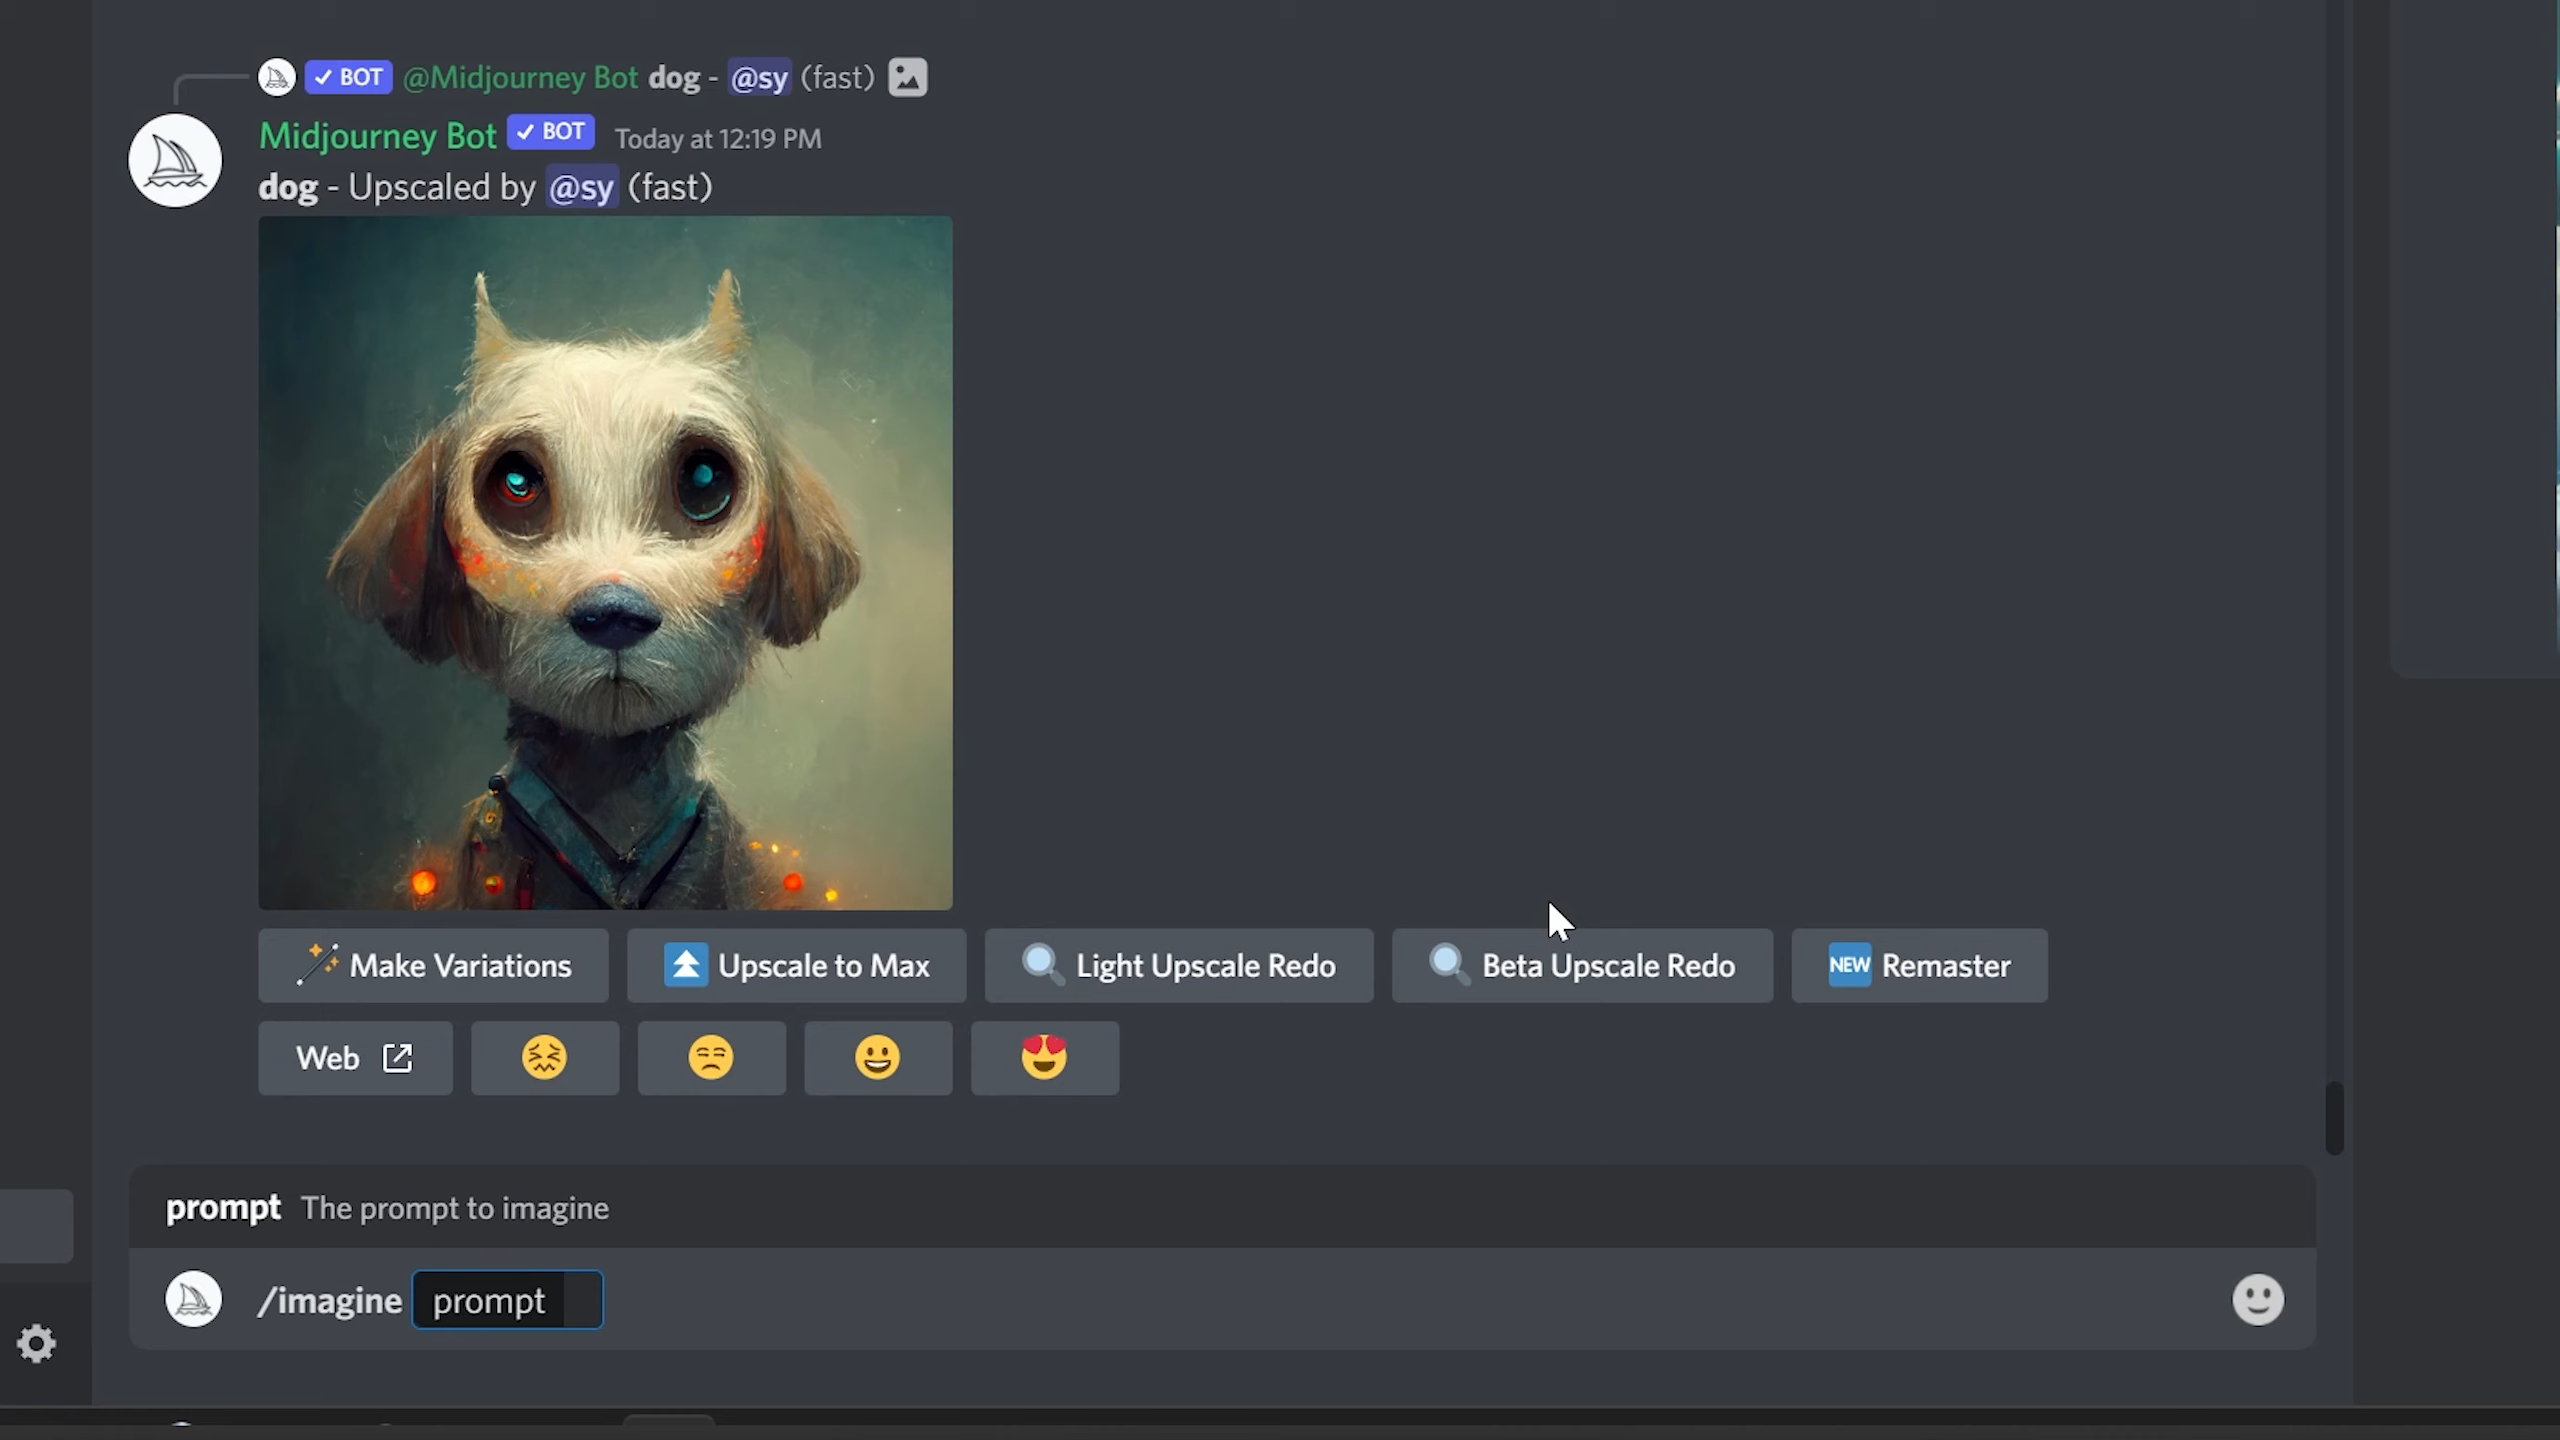 ✓ BOT @Midjourney Bot dog - @sy (fast)
Midjourney Bot ✓ BOT Today at 12:19 PM
dog - Upscaled by @sy (fast)
Make Variations Upscale to Max Light Upscale Redo Beta Upscale Redo NEW Remaster
Web
prompt The prompt to imagine
/imagine prompt